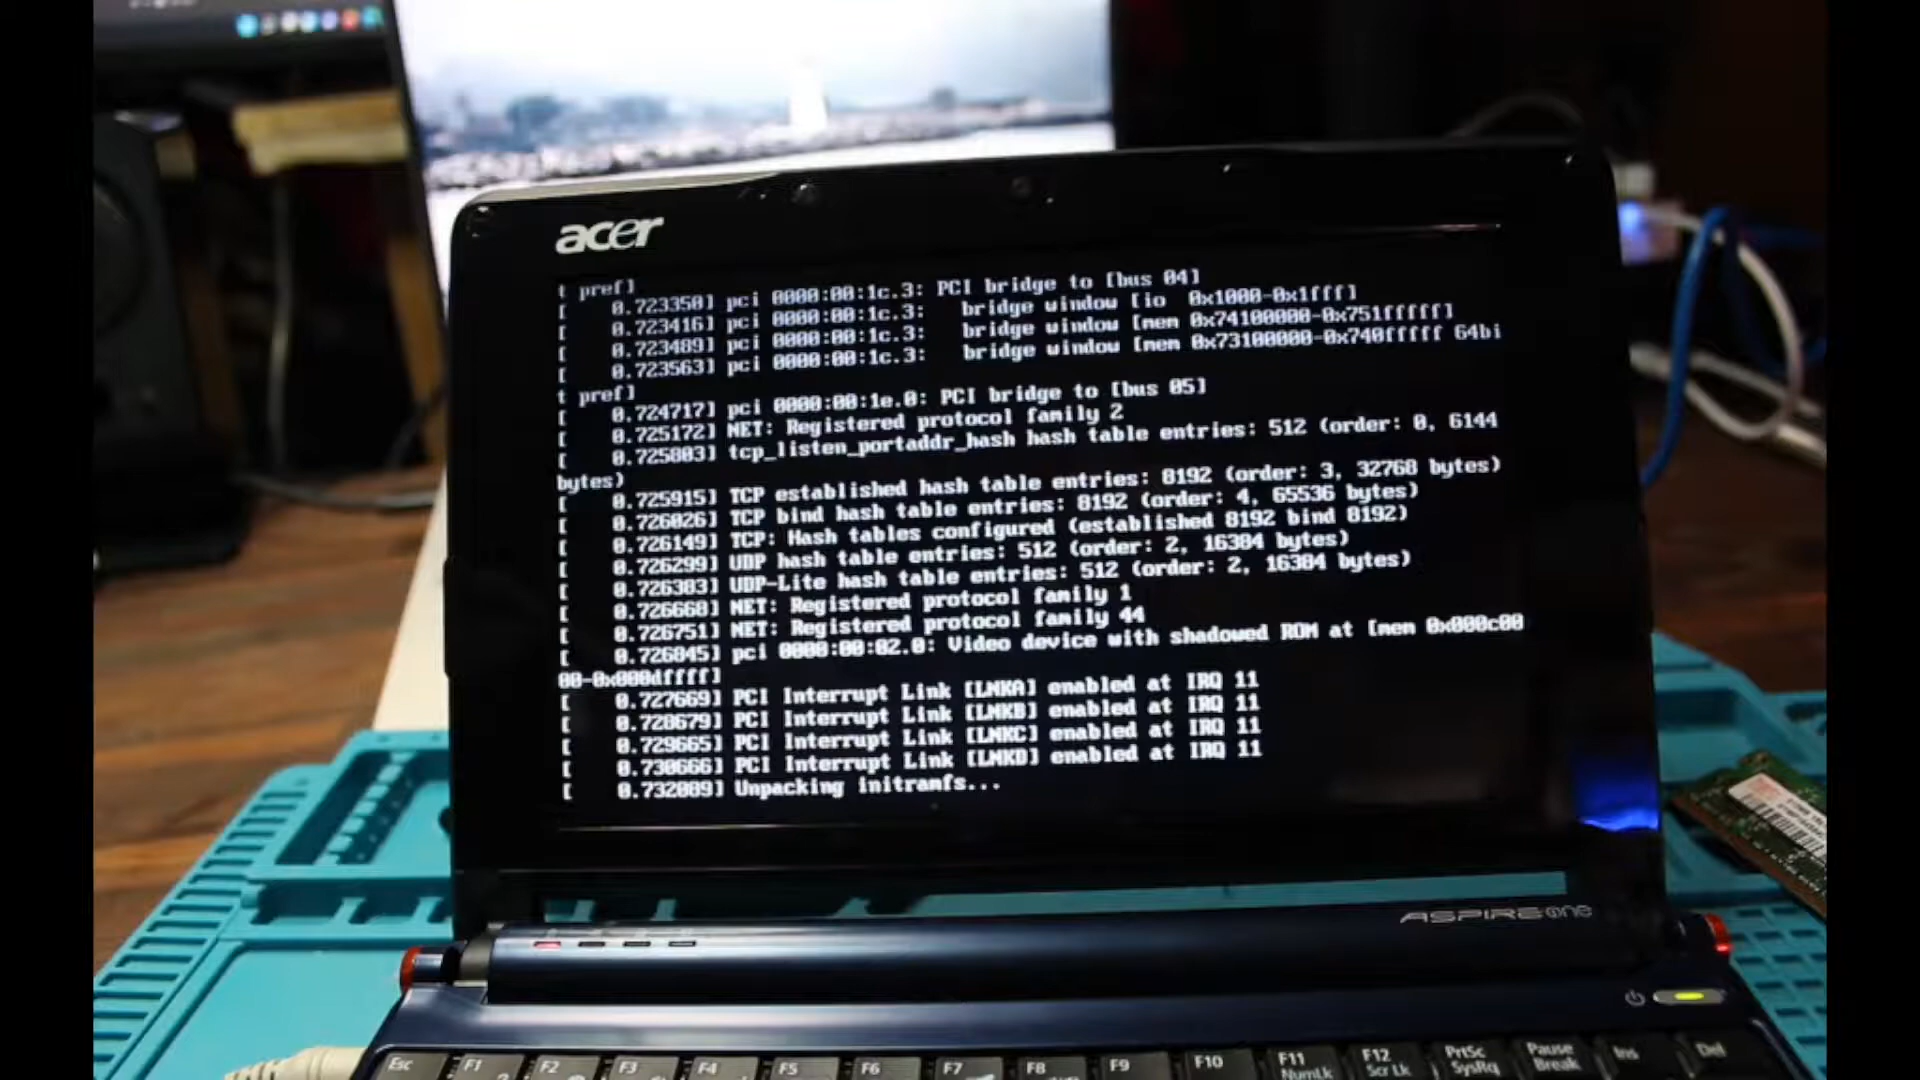 acer
t pref]
[    0.723350] pci 0000:00:1c.3: PCI bridge to [bus 04]
[    0.723416] pci 0000:00:1c.3:   bridge window [io  0x1000-0x1fff]
[    0.723489] pci 0000:00:1c.3:   bridge window [mem 0x74100000-0x751fffff]
[    0.723563] pci 0000:00:1c.3:   bridge window [mem 0x73100000-0x740fffff 64bi
t pref]
[    0.724717] pci 0000:00:1e.0: PCI bridge to [bus 05]
[    0.725172] NET: Registered protocol family 2
[    0.725803] tcp_listen_portaddr_hash hash table entries: 512 (order: 0, 6144
bytes)
[    0.725915] TCP established hash table entries: 8192 (order: 3, 32768 bytes)
[    0.726026] TCP bind hash table entries: 8192 (order: 4, 65536 bytes)
[    0.726149] TCP: Hash tables configured (established 8192 bind 8192)
[    0.726299] UDP hash table entries: 512 (order: 2, 16384 bytes)
[    0.726383] UDP-Lite hash table entries: 512 (order: 2, 16384 bytes)
[    0.726668] NET: Registered protocol family 1
[    0.726751] NET: Registered protocol family 44
[    0.726845] pci 0000:00:02.0: Video device with shadowed ROM at [mem 0x000c00
00-0x000dffff]
[    0.727669] PCI Interrupt Link [LNKA] enabled at IRQ 11
[    0.728679] PCI Interrupt Link [LNKB] enabled at IRQ 11
[    0.729665] PCI Interrupt Link [LNKC] enabled at IRQ 11
[    0.730666] PCI Interrupt Link [LNKD] enabled at IRQ 11
[    0.732089] Unpacking initramfs...
ASPIRE one
Esc F1 F2 F3 F4 F5 F6 F7 F8 F9 F10 F11 F12 PrtSc Pause Ins Del
NumLk Scr Lk SysRq Break